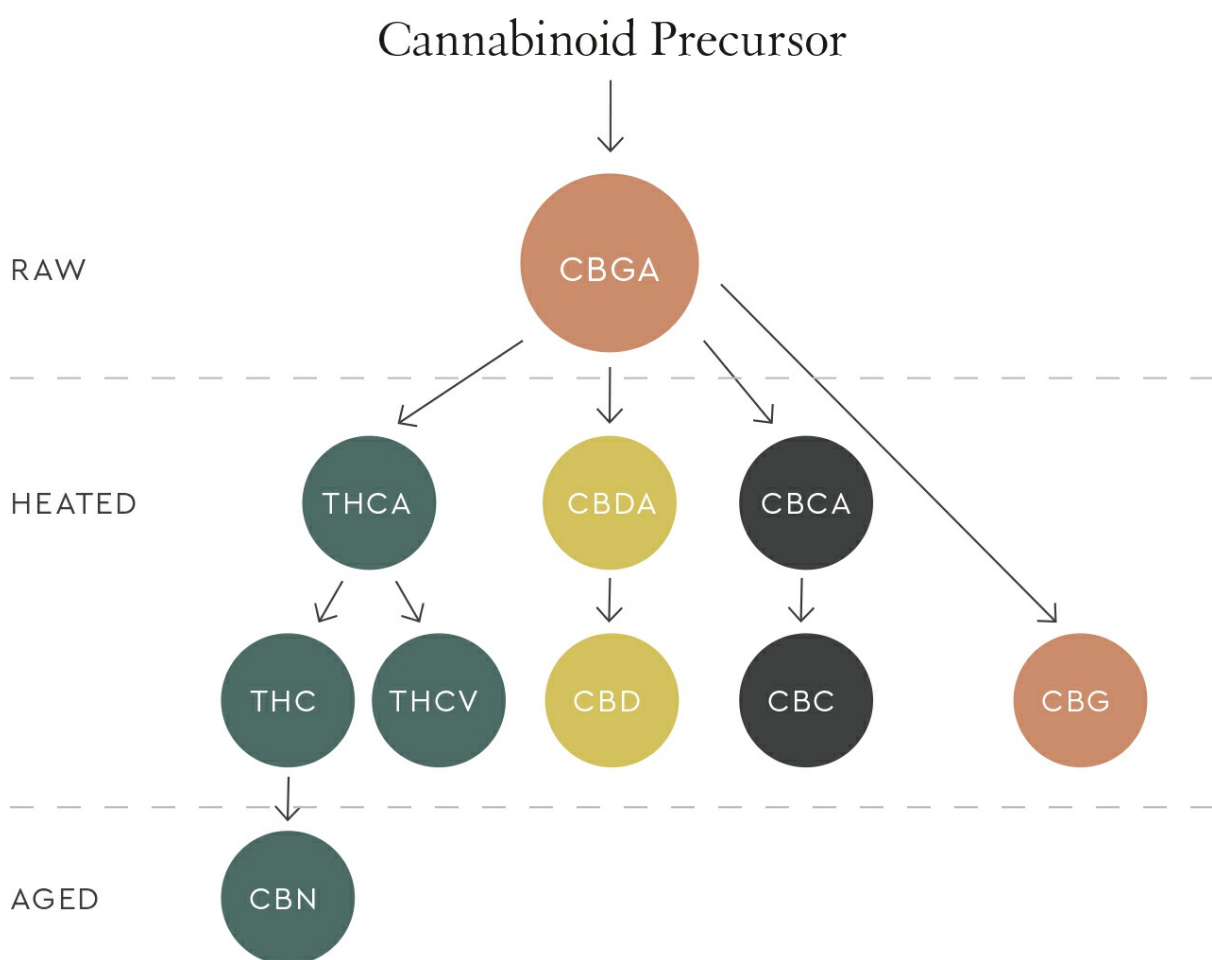 Cannabinoid Precursor
RAW
CBGA
HEATED
THCA
CBDA
CBCA
THC
THCV
CBD
CBC
CBG
AGED
CBN